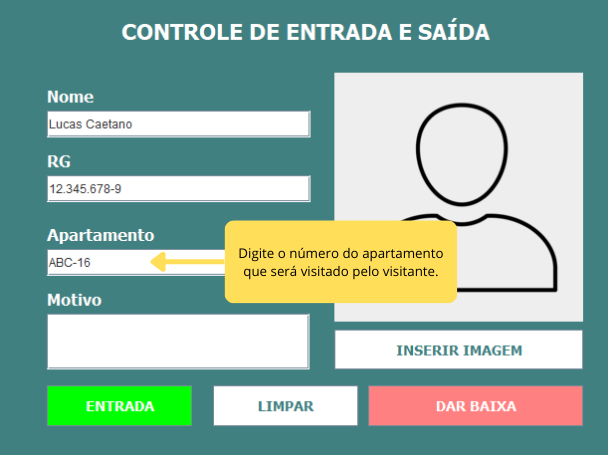 CONTROLE DE ENTRADA E SAÍDA
Nome
Lucas Caetano
RG
12.345.678-9
Apartamento
ABC-16
Digite o número do apartamento
que será visitado pelo visitante.
Motivo
INSERIR IMAGEM
ENTRADA
LIMPAR
DAR BAIXA